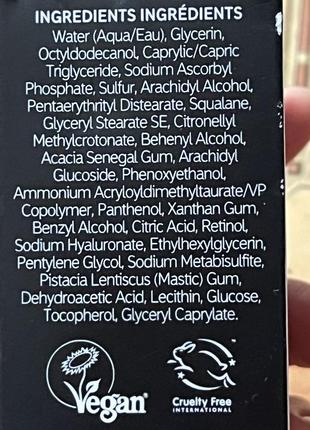 INGREDIENTS INGRÉDIENTS
Water (Aqua/Eau), Glycerin,
Octyldodecanol, Caprylic/Capric
Triglyceride, Sodium Ascorbyl
Phosphate, Sulfur, Arachidyl Alcohol,
Pentaerythrityl Distearate, Squalane,
Glyceryl Stearate SE, Citronellyl
Methylcrotonate, Behenyl Alcohol,
Acacia Senegal Gum, Arachidyl
Glucoside, Phenoxyethanol,
Ammonium Acryloyldimethyltaurate/VP
Copolymer, Panthenol, Xanthan Gum,
Benzyl Alcohol, Citric Acid, Retinol,
Sodium Hyaluronate, Ethylhexylglycerin,
Pentylene Glycol, Sodium Metabisulfite,
Pistacia Lentiscus (Mastic) Gum,
Dehydroacetic Acid, Lecithin, Glucose,
Tocopherol, Glyceryl Caprylate.
Vegan
Cruelty Free
INTERNATIONAL